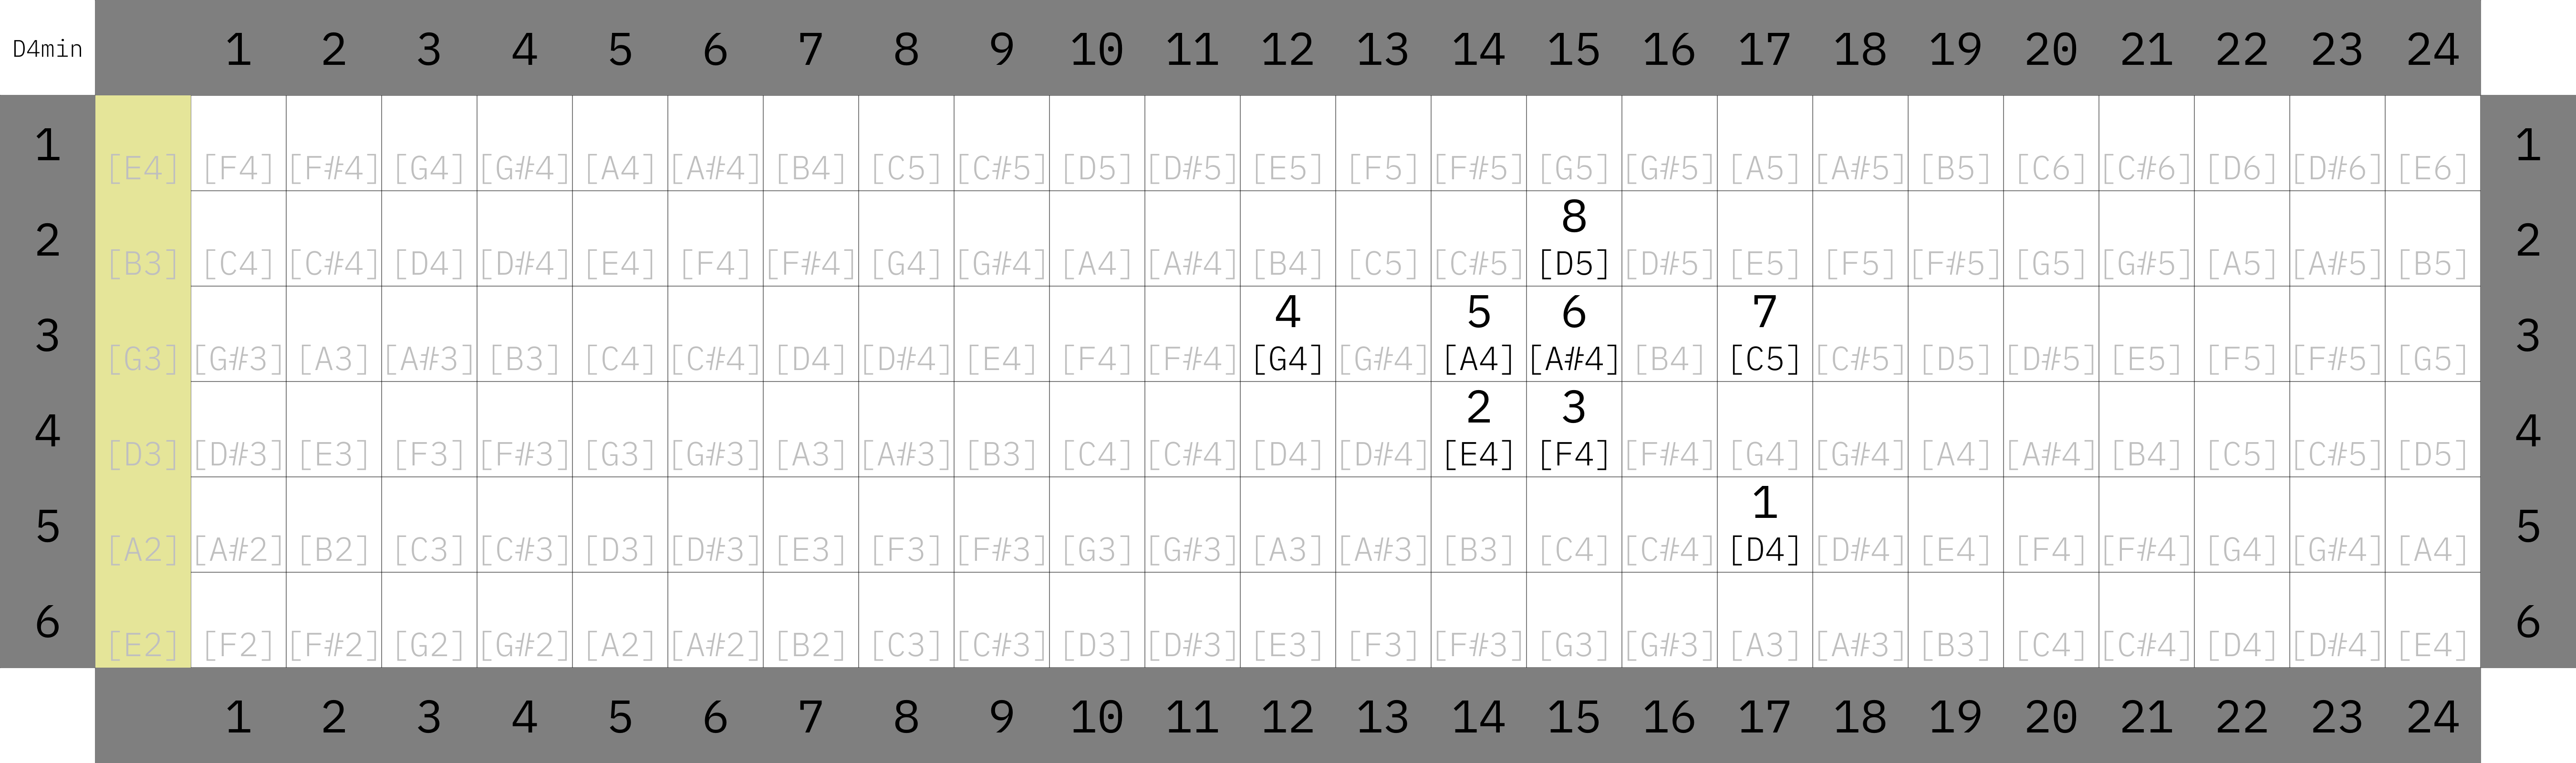 D4min 1 2 3 4 5 6 7 8 9 10 11 12 13 14 15 16 17 18 19 20 21 22 23 24
1 [E4] [F4] [F#4] [G4] [G#4] [A4] [A#4] [B4] [C5] [C#5] [D5] [D#5] [E5] [F5] [F#5] [G5] [G#5] [A5] [A#5] [B5] [C6] [C#6] [D6] [D#6] [E6] 1
8
2 [B3] [C4] [C#4] [D4] [D#4] [E4] [F4] [F#4] [G4] [G#4] [A4] [A#4] [B4] [C5] [C#5] [D5] [D#5] [E5] [F5] [F#5] [G5] [G#5] [A5] [A#5] [B5] 2
4 5 6 7
3 [G3] [G#3] [A3] [A#3] [B3] [C4] [C#4] [D4] [D#4] [E4] [F4] [F#4] [G4] [G#4] [A4] [A#4] [B4] [C5] [C#5] [D5] [D#5] [E5] [F5] [F#5] [G5] 3
2 3
4 [D3] [D#3] [E3] [F3] [F#3] [G3] [G#3] [A3] [A#3] [B3] [C4] [C#4] [D4] [D#4] [E4] [F4] [F#4] [G4] [G#4] [A4] [A#4] [B4] [C5] [C#5] [D5] 4
1
5 [A2] [A#2] [B2] [C3] [C#3] [D3] [D#3] [E3] [F3] [F#3] [G3] [G#3] [A3] [A#3] [B3] [C4] [C#4] [D4] [D#4] [E4] [F4] [F#4] [G4] [G#4] [A4] 5
6 [E2] [F2] [F#2] [G2] [G#2] [A2] [A#2] [B2] [C3] [C#3] [D3] [D#3] [E3] [F3] [F#3] [G3] [G#3] [A3] [A#3] [B3] [C4] [C#4] [D4] [D#4] [E4] 6
1 2 3 4 5 6 7 8 9 10 11 12 13 14 15 16 17 18 19 20 21 22 23 24